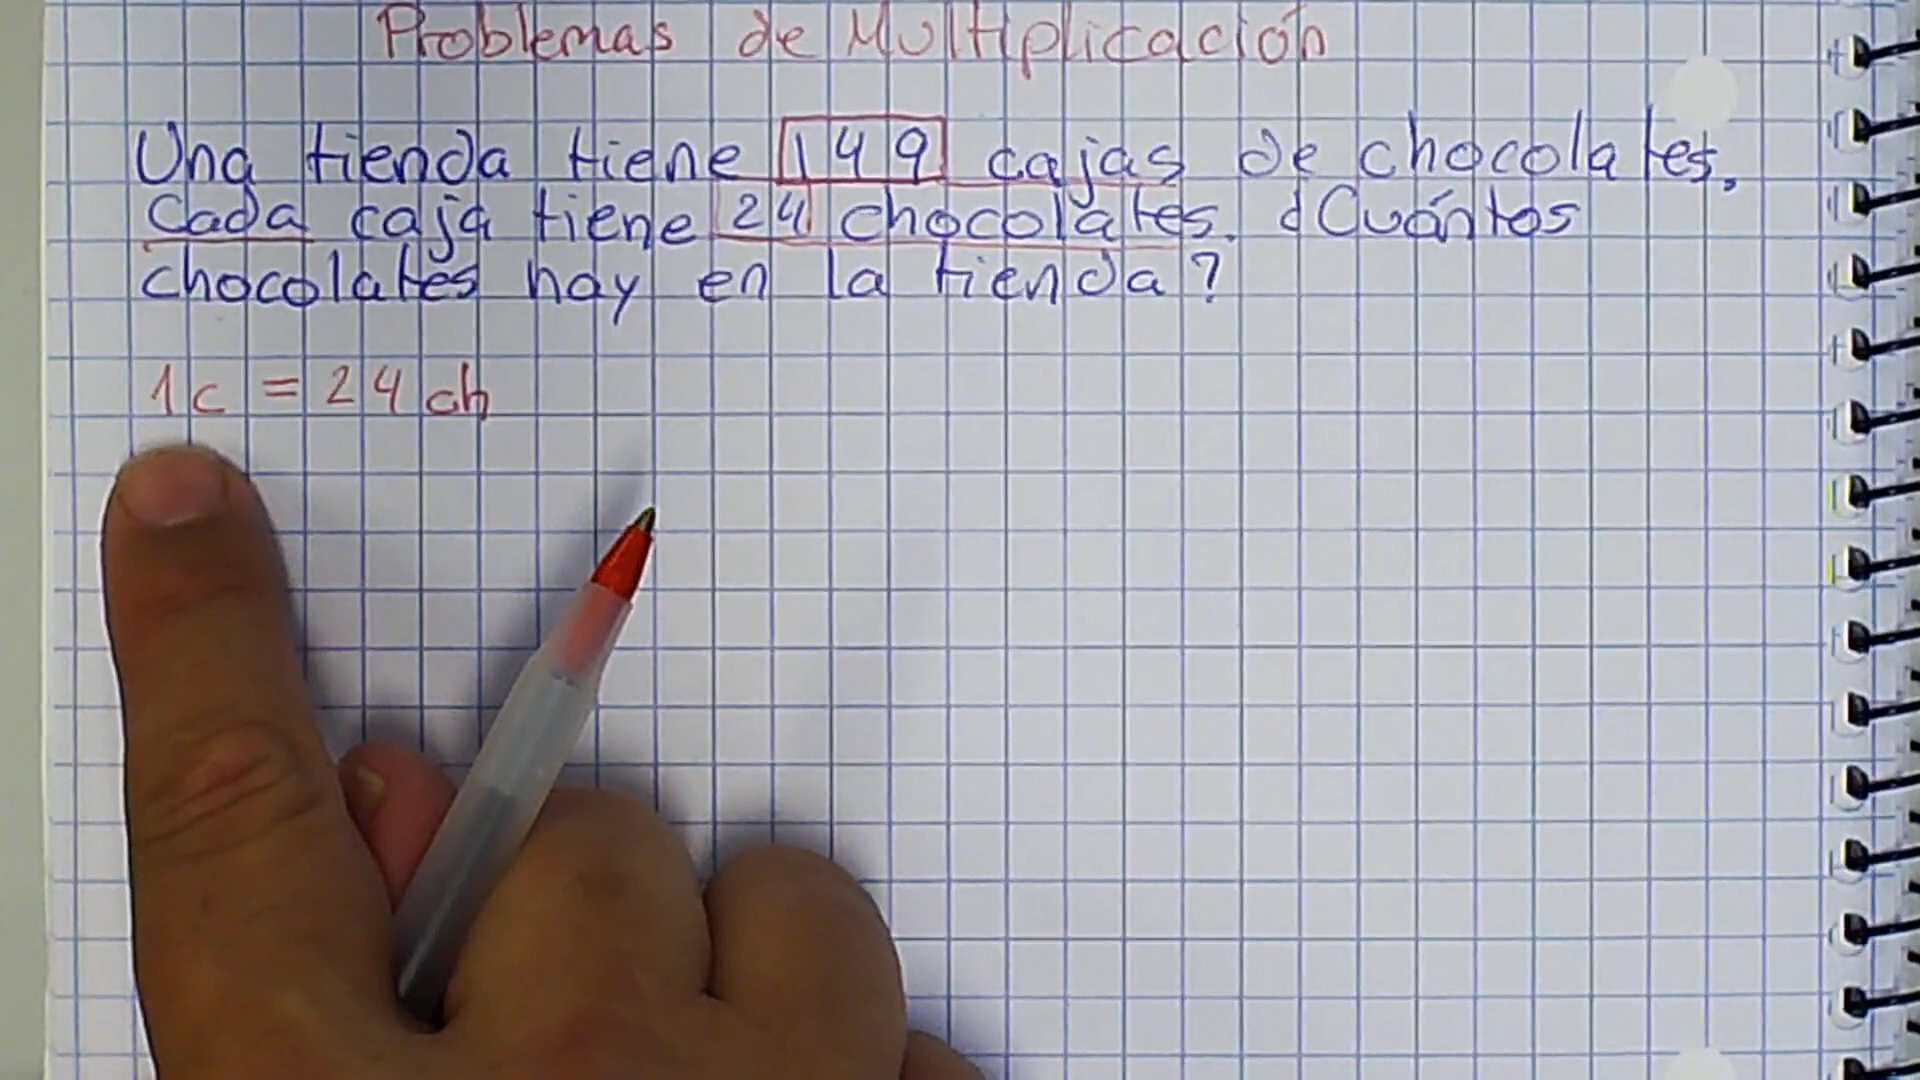 Problemas de Multiplicación
Una tienda tiene 149 cajas de chocolates.
Cada caja tiene 24 chocolates. ¿Cuántos
chocolates hay en la tienda?
1c = 24 ch